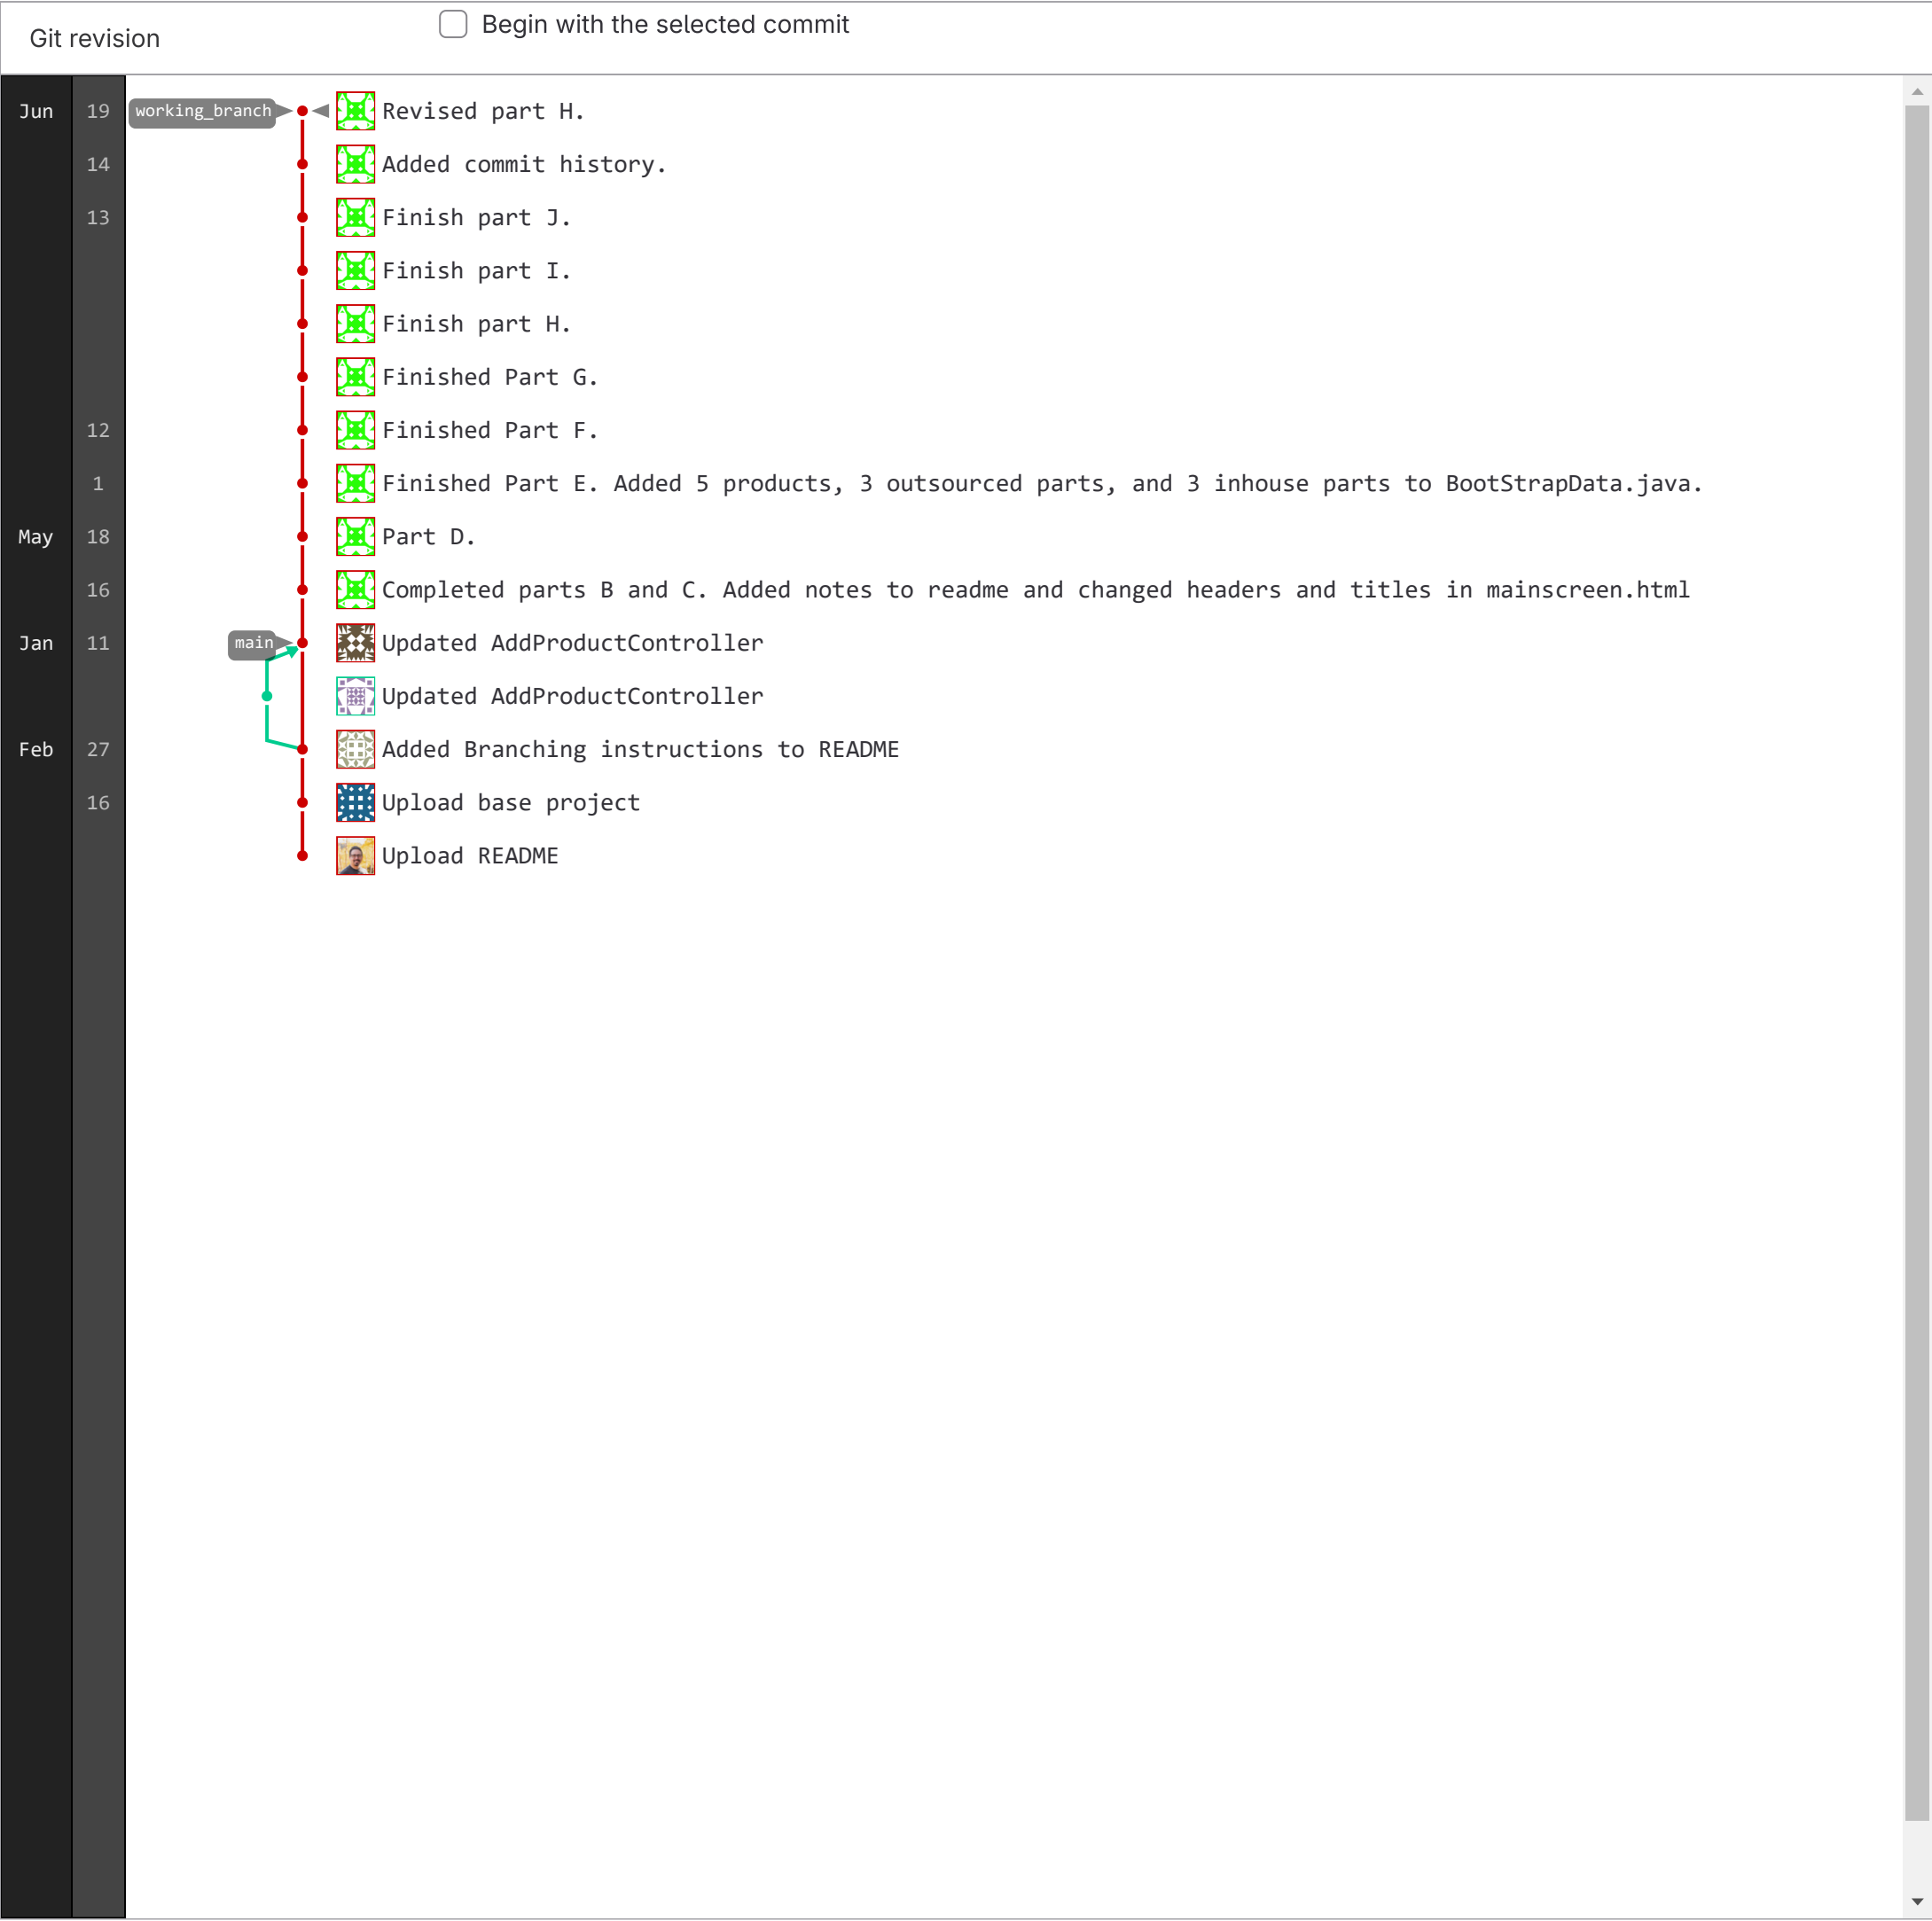 Git revision
Begin with the selected commit
Jun 19 working_branch Revised part H.
14 Added commit history.
13 Finish part J.
Finish part I.
Finish part H.
Finished Part G.
12 Finished Part F.
1 Finished Part E. Added 5 products, 3 outsourced parts, and 3 inhouse parts to BootStrapData.java.
May 18 Part D.
16 Completed parts B and C. Added notes to readme and changed headers and titles in mainscreen.html
Jan 11 main Updated AddProductController
Updated AddProductController
Feb 27 Added Branching instructions to README
16 Upload base project
Upload README